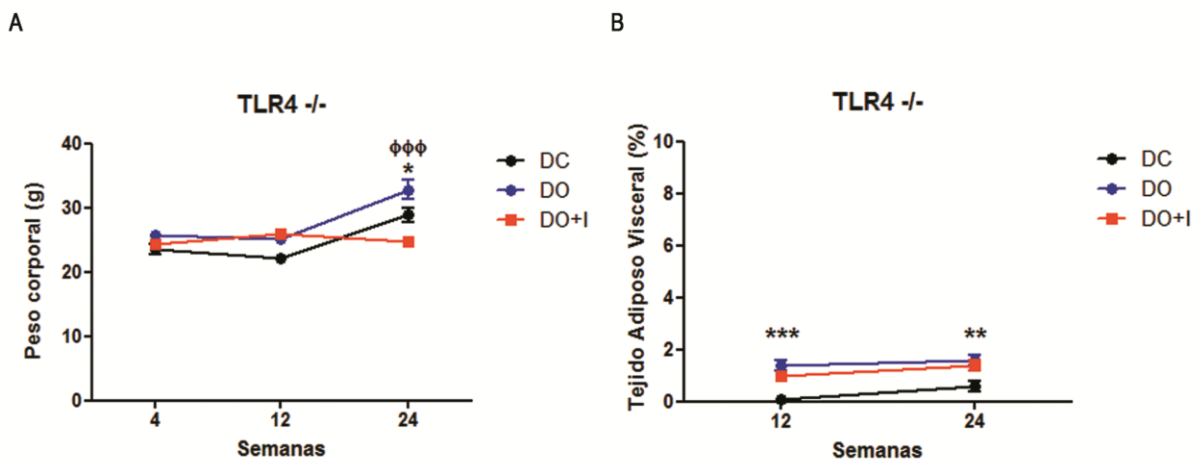 A
TLR4 -/-
Peso corporal (g)
40
30
20
10
0
ϕϕϕ
*
4
12
24
Semanas
DC
DO
DO+I
B
TLR4 -/-
Tejido Adiposo Visceral (%)
10
8
6
4
2
0
***
**
12
24
Semanas
DC
DO
DO+I